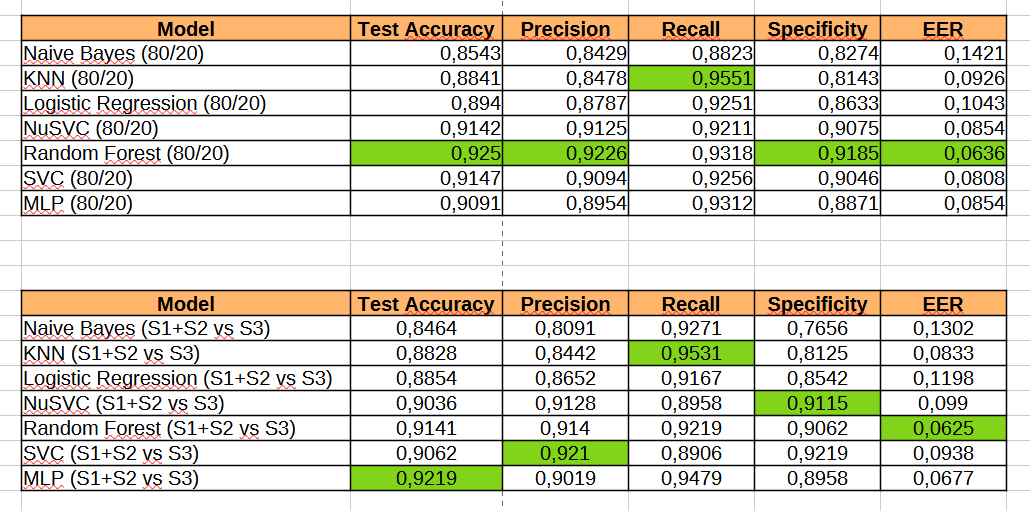 Model Test Accuracy Precision Recall Specificity EER
Naive Bayes (80/20) 0,8543 0,8429 0,8823 0,8274 0,1421
KNN (80/20) 0,8841 0,8478 0,9551 0,8143 0,0926
Logistic Regression (80/20) 0,894 0,8787 0,9251 0,8633 0,1043
NuSVC (80/20) 0,9142 0,9125 0,9211 0,9075 0,0854
Random Forest (80/20) 0,925 0,9226 0,9318 0,9185 0,0636
SVC (80/20) 0,9147 0,9094 0,9256 0,9046 0,0808
MLP (80/20) 0,9091 0,8954 0,9312 0,8871 0,0854
Model Test Accuracy Precision Recall Specificity EER
Naive Bayes (S1+S2 vs S3) 0,8464 0,8091 0,9271 0,7656 0,1302
KNN (S1+S2 vs S3) 0,8828 0,8442 0,9531 0,8125 0,0833
Logistic Regression (S1+S2 vs S3) 0,8854 0,8652 0,9167 0,8542 0,1198
NuSVC (S1+S2 vs S3) 0,9036 0,9128 0,8958 0,9115 0,099
Random Forest (S1+S2 vs S3) 0,9141 0,914 0,9219 0,9062 0,0625
SVC (S1+S2 vs S3) 0,9062 0,921 0,8906 0,9219 0,0938
MLP (S1+S2 vs S3) 0,9219 0,9019 0,9479 0,8958 0,0677